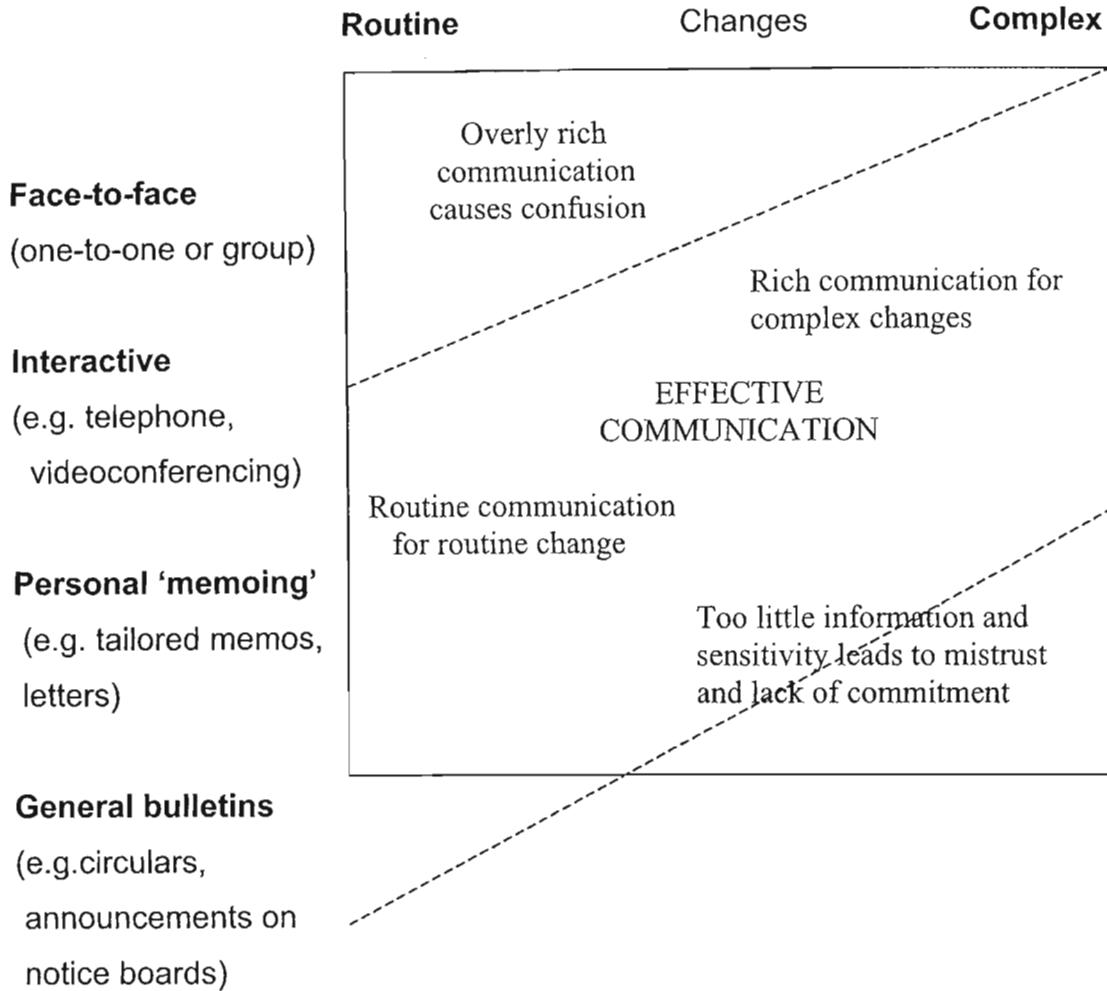 Routine Changes Complex
Face-to-face
(one-to-one or group)
Interactive
(e.g. telephone,
videoconferencing)
Personal ‘memoing’
(e.g. tailored memos,
letters)
General bulletins
(e.g.circulars,
announcements on
notice boards)
Overly rich
communication
causes confusion
Rich communication for
complex changes
EFFECTIVE
COMMUNICATION
Routine communication
for routine change
Too little information and
sensitivity leads to mistrust
and lack of commitment